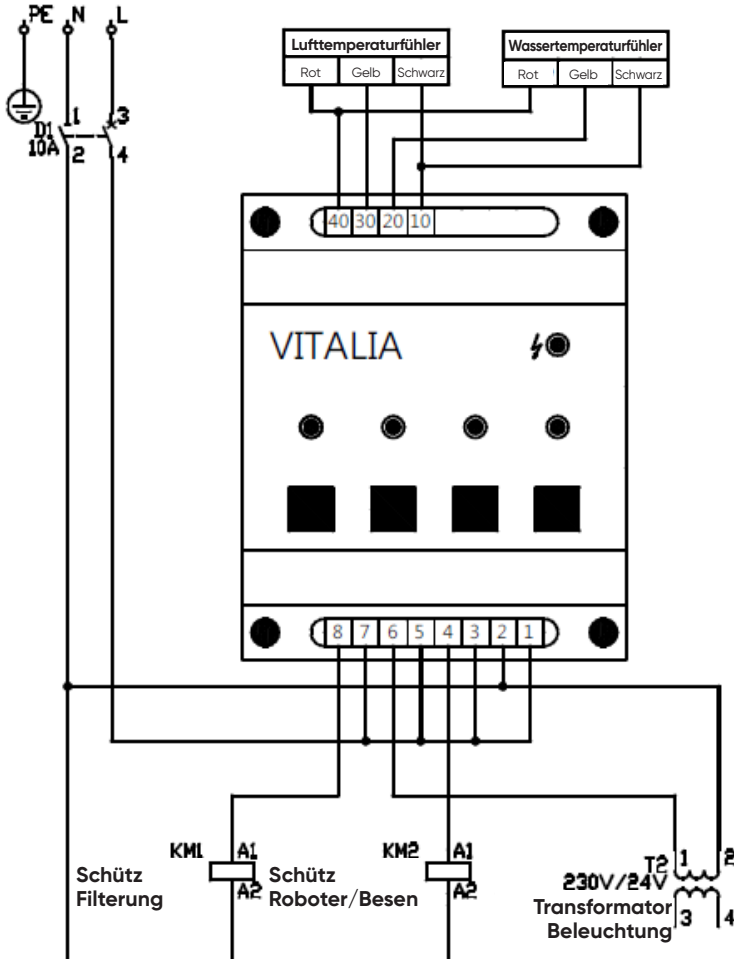 PE N L
Lufttemperaturfühler
Rot Gelb Schwarz
Wassertemperaturfühler
Rot Gelb Schwarz
D1
10A
1 3
2 4
40 30 20 10
VITALIA
8 7 6 5 4 3 2 1
KM1 A1
A2
Schütz
Filterung
KM2 A1
A2
Schütz
Roboter/Besen
T2 1 2
230V/24V
3 4
Transformator
Beleuchtung